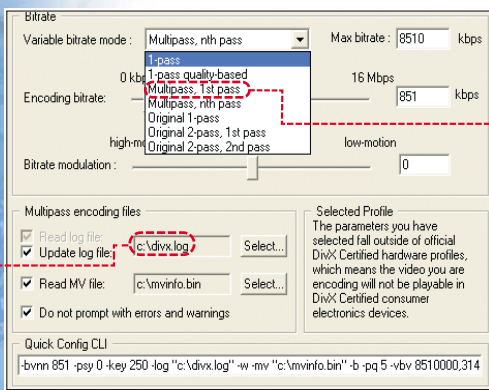 Bitrate
Variable bitrate mode : Multipass, nth pass Max bitrate : 8510 kbps
1-pass
1-pass quality-based
Multipass, 1st pass
Multipass, nth pass
Original 1-pass
Original 2-pass, 1st pass
Original 2-pass, 2nd pass
0 16 Mbps
Encoding bitrate: 851 kbps
low-motion
Bitrate modulation : 0
Multipass encoding files
Read log file:
Update log file: c:\divx.log Select...
Read MV file: c:\mvinfo.bin Select...
Do not prompt with errors and warnings
Selected Profile
The parameters you have
selected fall outside of official
DivX Certified hardware profiles,
which means the video you are
encoding will not be playable in
DivX Certified consumer
electronics devices.
Quick Config CLI
-bvnn 851 -psy 0 -key 250 -log "c:\divx.log" -w -mv "c:\mvinfo.bin" -b -pq 5 -vbv 8510000,314